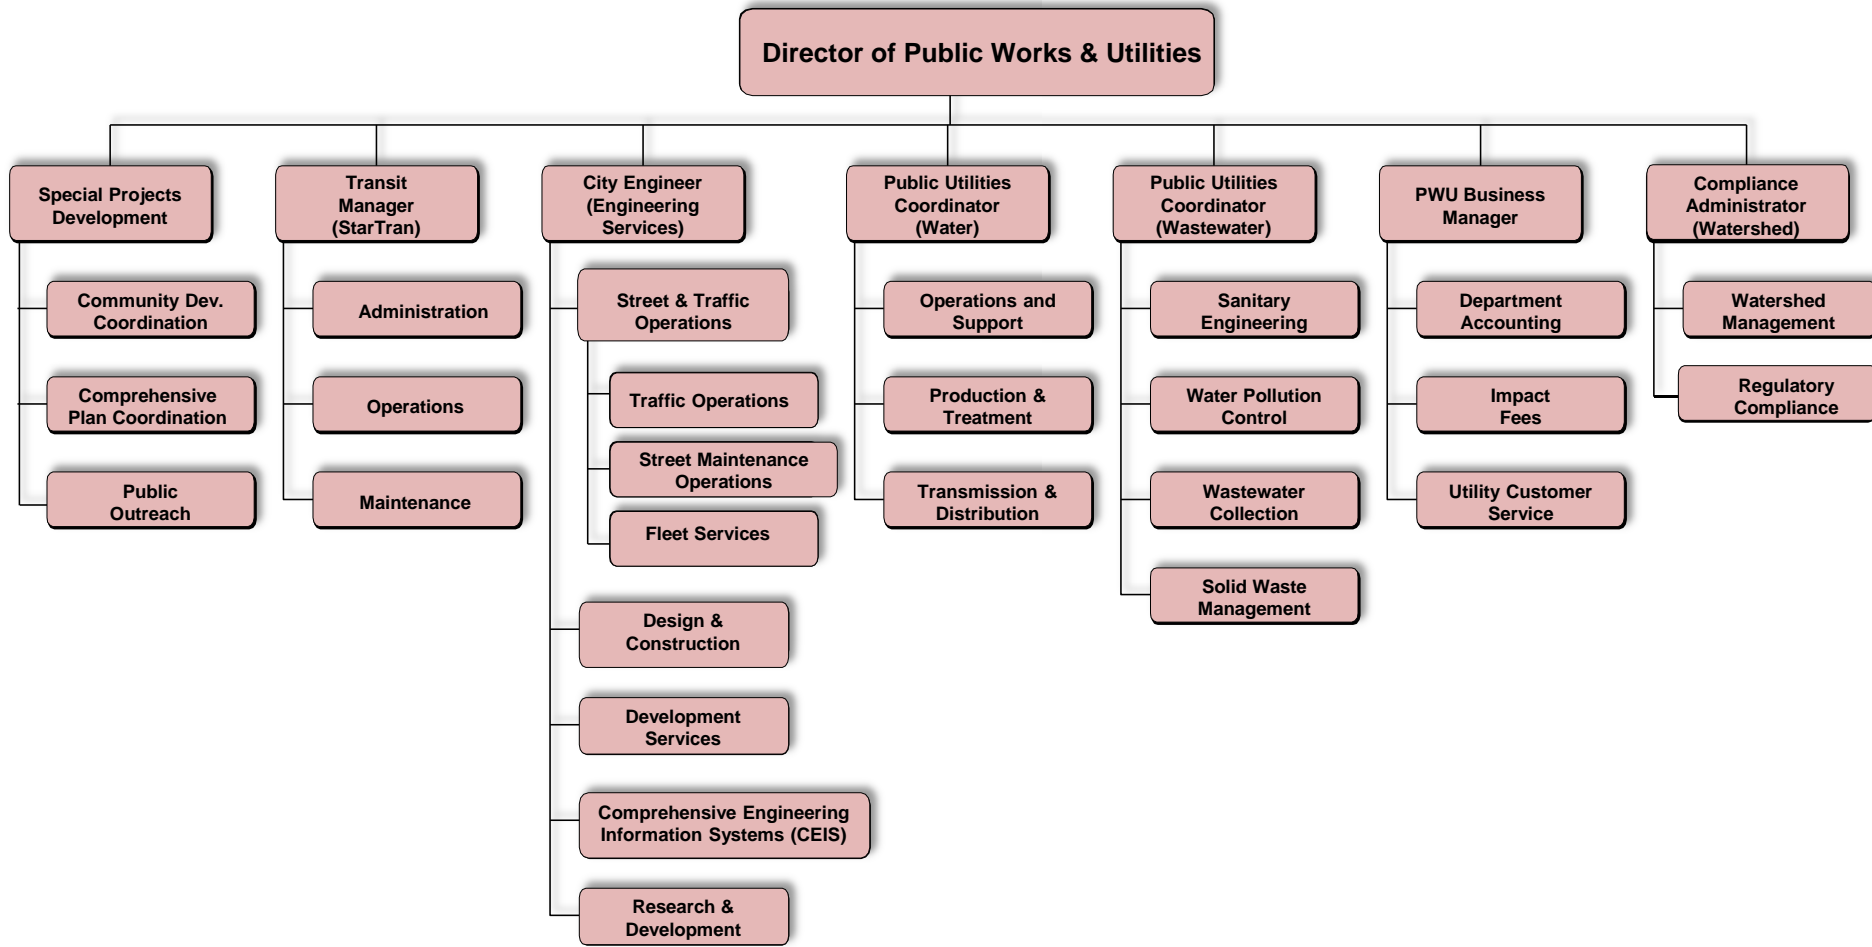 Director of Public Works & Utilities
Special Projects
Development
Community Dev.
Coordination
Comprehensive
Plan Coordination
Public
Outreach
Transit
Manager
(StarTran)
Administration
Operations
Maintenance
City Engineer
(Engineering
Services)
Street & Traffic
Operations
Traffic Operations
Street Maintenance
Operations
Fleet Services
Design &
Construction
Development
Services
Comprehensive Engineering
Information Systems (CEIS)
Research &
Development
Public Utilities
Coordinator
(Water)
Operations and
Support
Production &
Treatment
Transmission &
Distribution
Public Utilities
Coordinator
(Wastewater)
Sanitary
Engineering
Water Pollution
Control
Wastewater
Collection
Solid Waste
Management
PWU Business
Manager
Department
Accounting
Impact
Fees
Utility Customer
Service
Compliance
Administrator
(Watershed)
Watershed
Management
Regulatory
Compliance